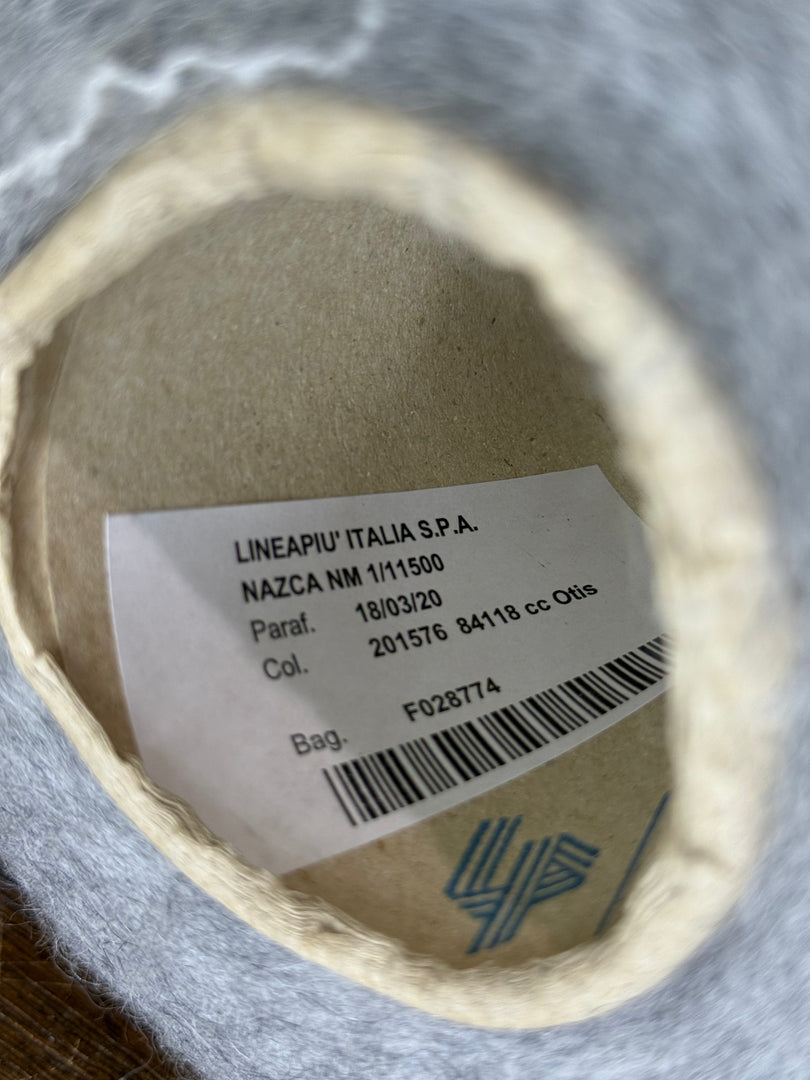 LINEAPIU' ITALIA S.P.A.
NAZCA NM 1/11500
Paraf. 18/03/20
Col. 201576 84118 cc Otis
Bag. F028774